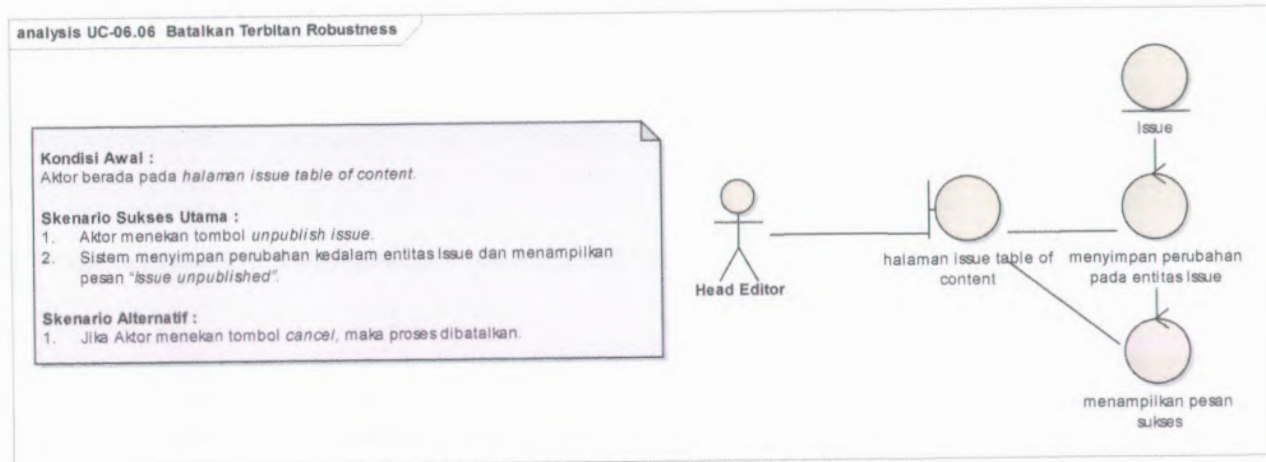 analysis UC-06.06 Batalkan Terbitan Robustness
Kondisi Awal :
Aktor berada pada halaman issue table of content.
Skenario Sukses Utama :
1. Aktor menekan tombol unpublish issue.
2. Sistem menyimpan perubahan kedalam entitas Issue dan menampilkan
pesan "Issue unpublished".
Skenario Alternatif :
1. Jika Aktor menekan tombol cancel, maka proses dibatalkan.
Head Editor
halaman issue table of
content
Issue
menyimpan perubahan
pada entitas Issue
menampilkan pesan
sukses